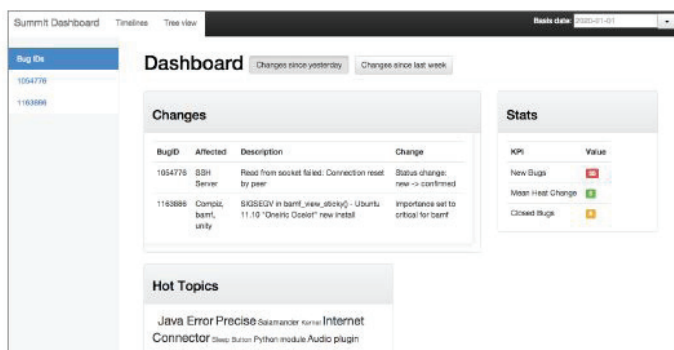 Summit Dashboard Timelines Tree view Basis date: 2020-01-01
Bug IDs
1054776
1163886
Dashboard Changes since yesterday Changes since last week
Changes
BugID Affected Description Change
1054776 SSH Server Read from socket failed: Connection reset by peer Status change: new -> confirmed
1163886 Compiz, bamf, unity SIGSEGV in bamf_view_sticky() - Ubuntu 11.10 "Oneiric Ocelot" new install importance set to critical for bamf
Stats
KPI Value
New Bugs
Mean Heat Change
Closed Bugs
Hot Topics
Java Error Precise Salamander Kernel Internet
Connector Sleep Button Python module Audio plugin